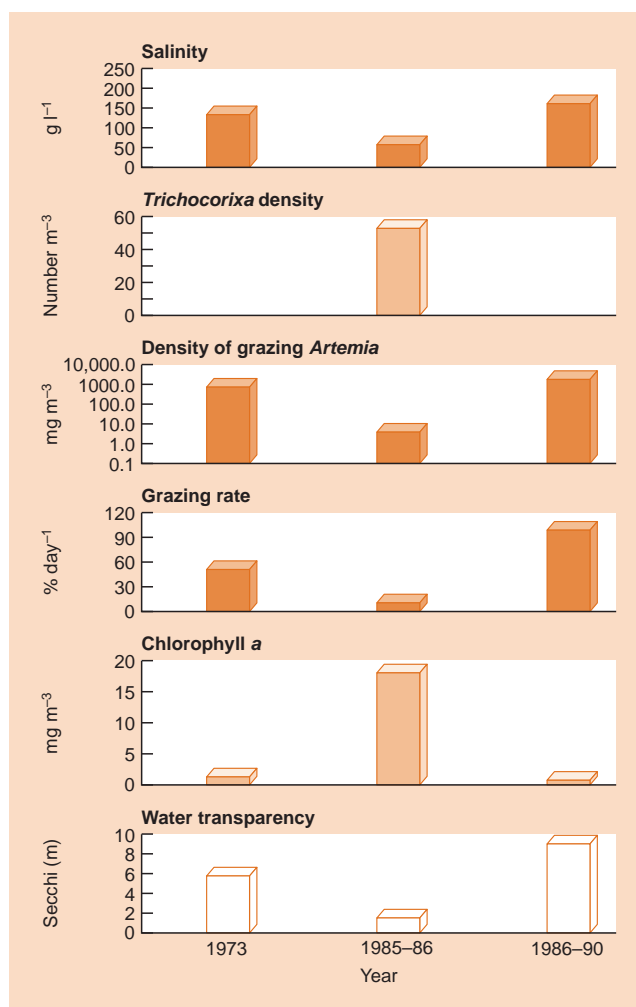 Salinity
250
200
150
100
50
0
g l⁻¹
Trichocorixa density
60
40
20
0
Number m⁻³
Density of grazing Artemia
10,000.0
1000.0
100.0
10.0
1.0
0.1
mg m⁻³
Grazing rate
120
90
60
30
0
% day⁻¹
Chlorophyll a
20
15
10
5
0
mg m⁻³
Water transparency
10
8
6
4
2
0
Secchi (m)
1973 1985–86 1986–90
Year